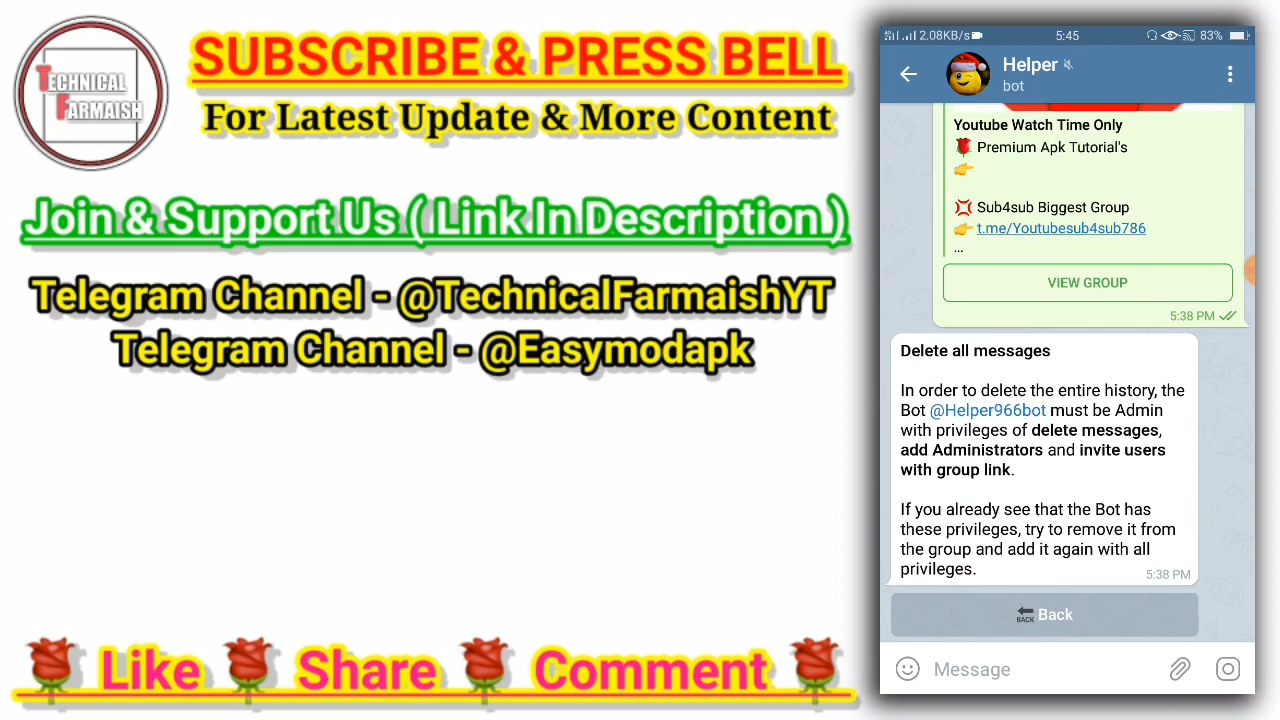 TECHNICAL
FARMAISH
SUBSCRIBE & PRESS BELL
For Latest Update & More Content
Join & Support Us ( Link In Description )
Telegram Channel - @TechnicalFarmaishYT
Telegram Channel - @Easymodapk
Like Share Comment
2.08KB/s 5:45 83%
Helper
bot
Youtube Watch Time Only
🌹 Premium Apk Tutorial's
👉
💢 Sub4sub Biggest Group
👉 t.me/Youtubesub4sub786
...
VIEW GROUP
5:38 PM
Delete all messages
In order to delete the entire history, the
Bot @Helper966bot must be Admin
with privileges of delete messages,
add Administrators and invite users
with group link.
If you already see that the Bot has
these privileges, try to remove it from
the group and add it again with all
privileges.
5:38 PM
BACK Back
Message